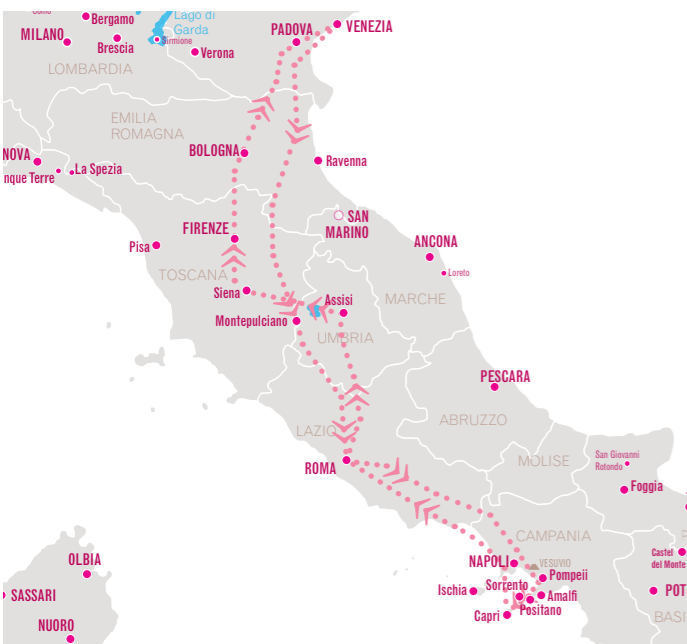 Lago di
Garda
Bergamo
MILANO
Brescia
Sirmione
Verona
PADOVA
VENEZIA
LOMBARDIA
EMILIA
ROMAGNA
BOLOGNA
Ravenna
NOVA
La Spezia
nque Terre
SAN
MARINO
FIRENZE
Pisa
ANCONA
Loreto
TOSCANA
Siena
Assisi
MARCHE
Montepulciano
UMBRIA
PESCARA
ABRUZZO
LAZIO
ROMA
MOLISE
San Giovanni
Rotondo
Foggia
CAMPANIA
NAPOLI
VESUVIO
Pompeii
Castel
del Monte
OLBIA
Ischia
Sorrento
Amalfi
POT
SASSARI
Capri
Positano
BASI
NUORO